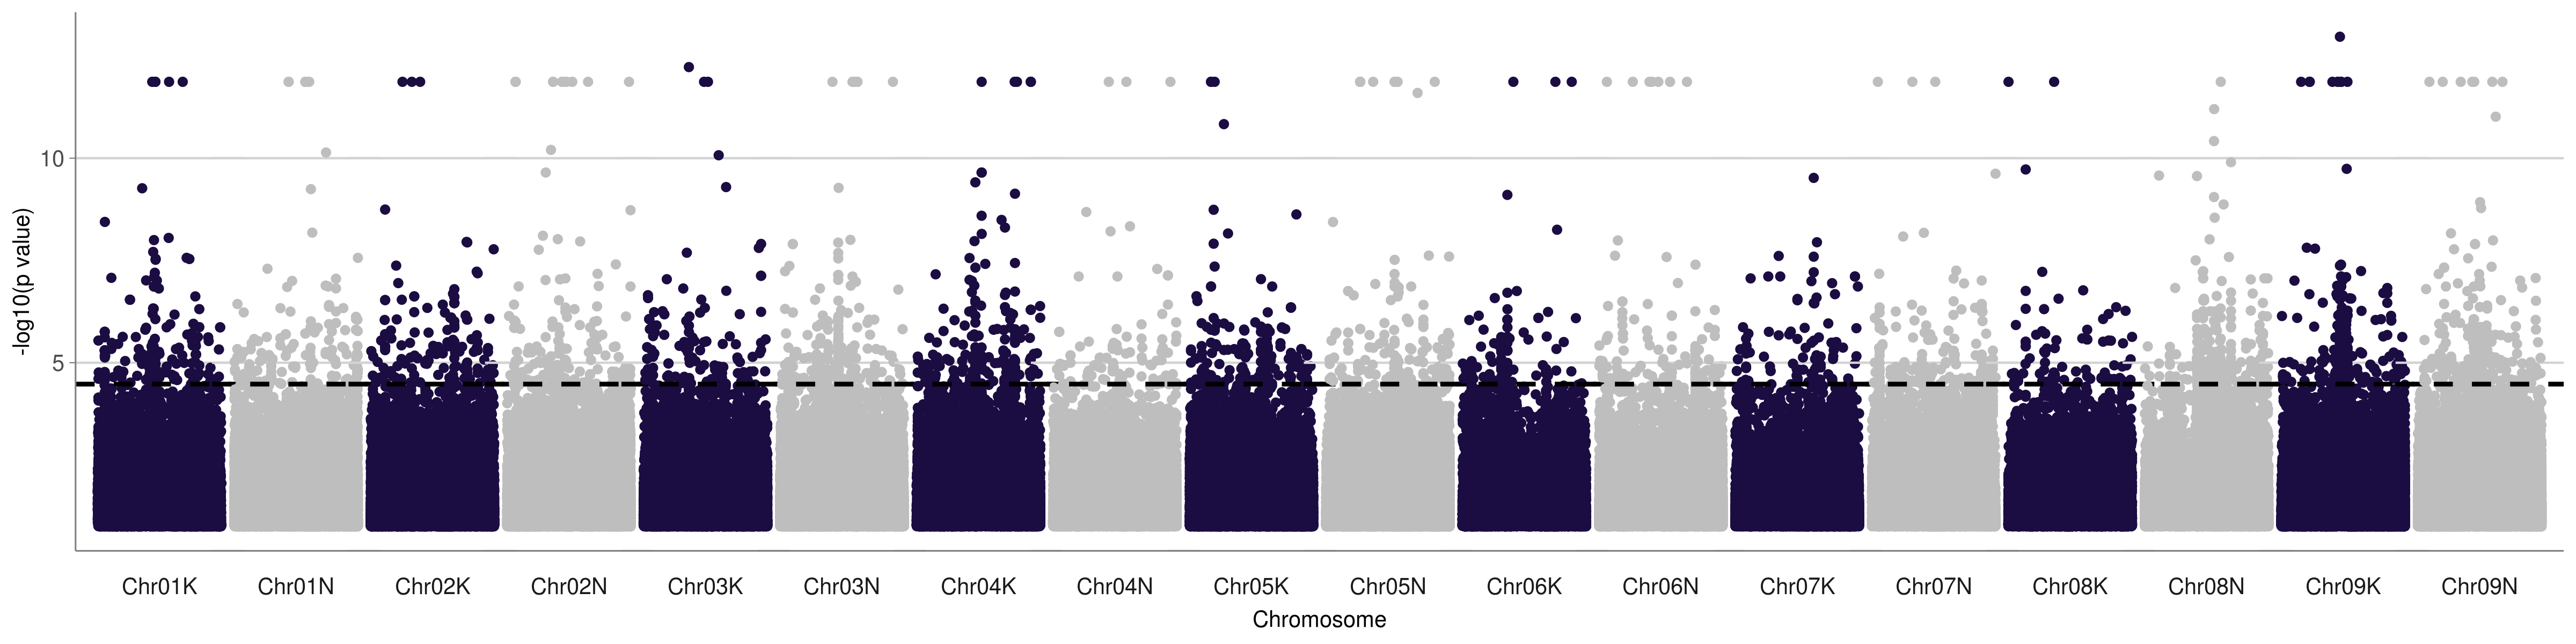 -log10(p value)
10
5
Chr01K Chr01N Chr02K Chr02N Chr03K Chr03N Chr04K Chr04N Chr05K Chr05N Chr06K Chr06N Chr07K Chr07N Chr08K Chr08N Chr09K Chr09N
Chromosome